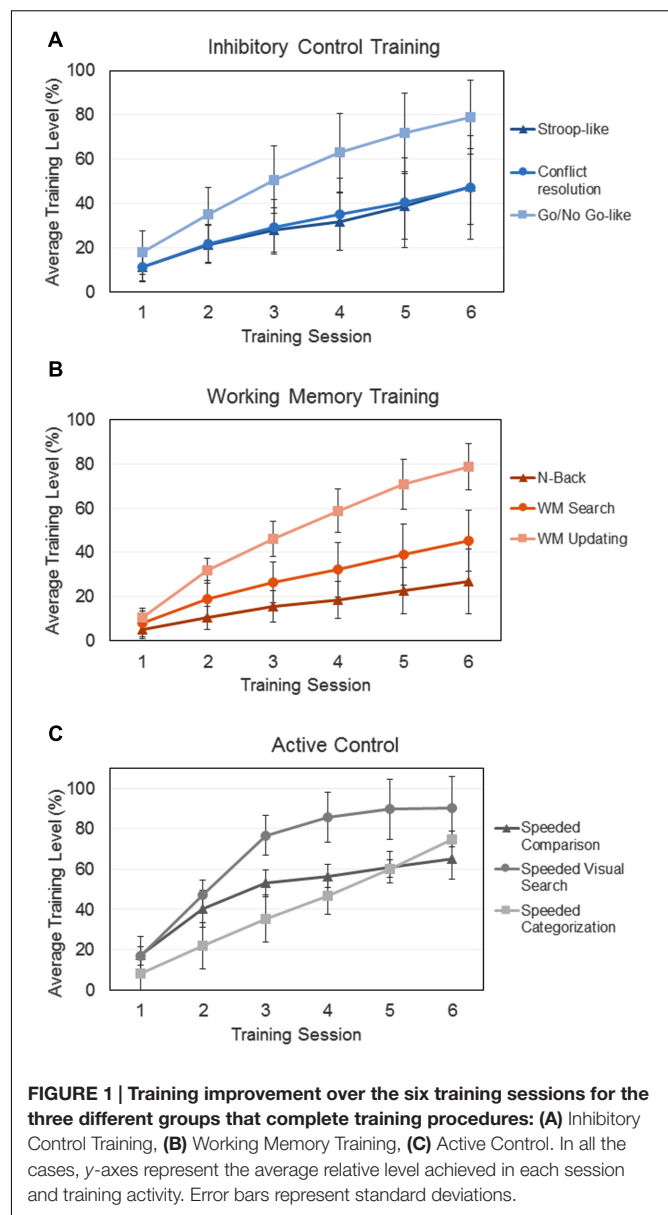 A
Inhibitory Control Training
Average Training Level (%)
100
80
60
40
20
0
1 2 3 4 5 6
Training Session
Stroop-like
Conflict
resolution
Go/No Go-like
B
Working Memory Training
Average Training Level (%)
100
80
60
40
20
0
1 2 3 4 5 6
Training Session
N-Back
WM Search
WM Updating
C
Active Control
Average Training Level (%)
100
80
60
40
20
0
1 2 3 4 5 6
Training Session
Speeded
Comparison
Speeded Visual
Search
Speeded
Categorization
FIGURE 1 | Training improvement over the six training sessions for the
three different groups that complete training procedures: (A) Inhibitory
Control Training, (B) Working Memory Training, (C) Active Control. In all the
cases, y-axes represent the average relative level achieved in each session
and training activity. Error bars represent standard deviations.